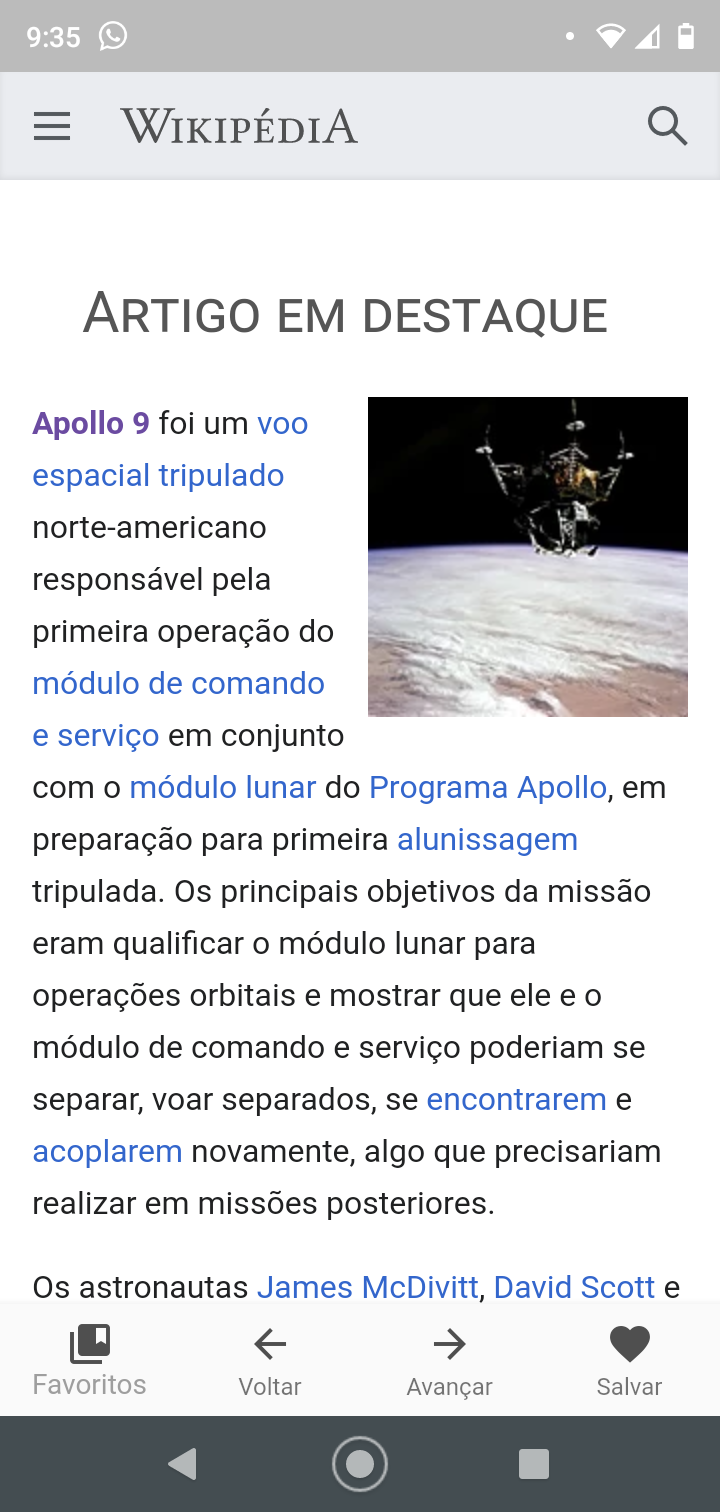 9:35
WIKIPÉDIA
ARTIGO EM DESTAQUE
Apollo 9 foi um voo
espacial tripulado
norte-americano
responsável pela
primeira operação do
módulo de comando
e serviço em conjunto
com o módulo lunar do Programa Apollo, em
preparação para primeira alunissagem
tripulada. Os principais objetivos da missão
eram qualificar o módulo lunar para
operações orbitais e mostrar que ele e o
módulo de comando e serviço poderiam se
separar, voar separados, se encontrarem e
acoplarem novamente, algo que precisariam
realizar em missões posteriores.
Os astronautas James McDivitt, David Scott e
Favoritos Voltar Avançar Salvar